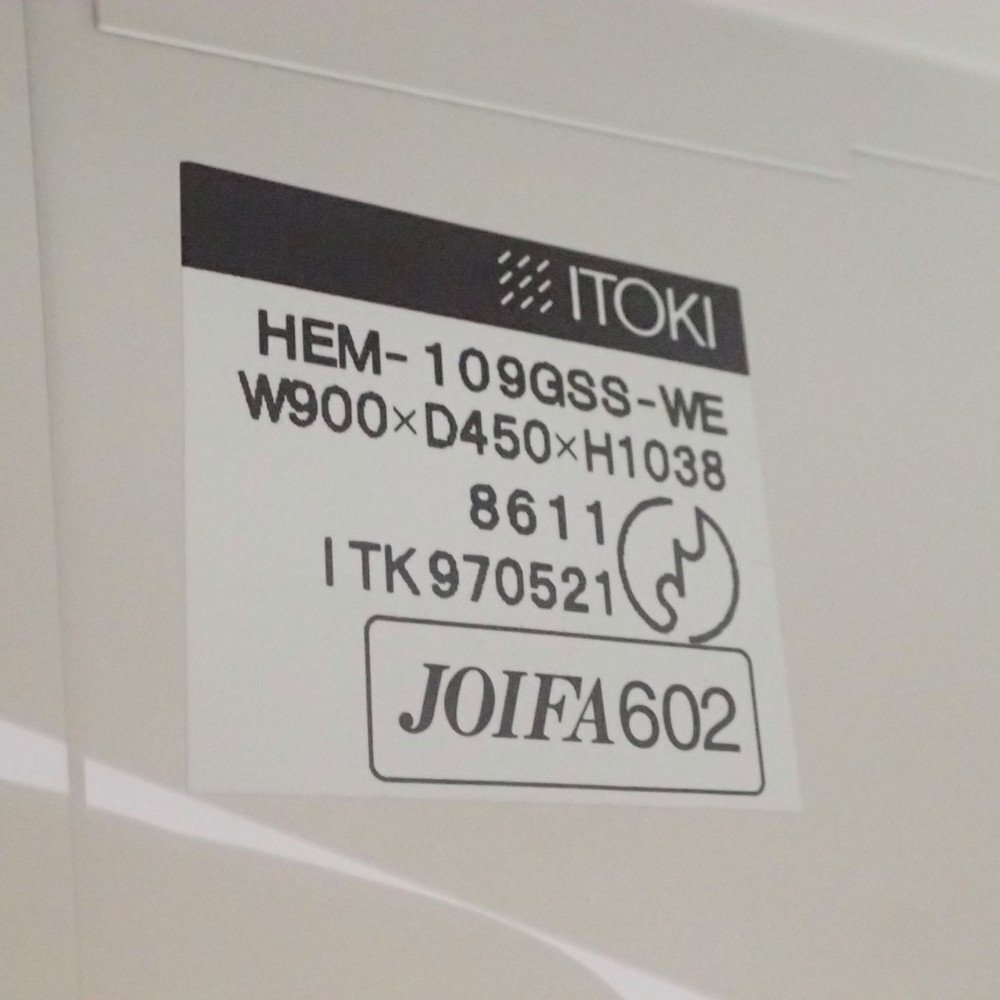 ITOKI
HEM-109GSS-WE
W900×D450×H1038
8611
ITK970521
JOIFA602